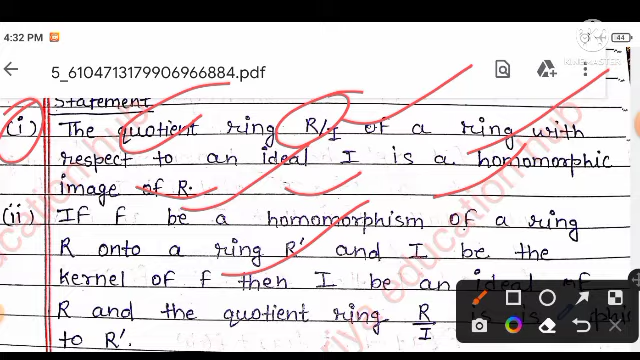 4:32 PM
44
KINEMASTER
5_6104713179906966884.pdf
Statement
(i) The quotient ring R/I of a ring with
respect to an ideal I is a homomorphic
image of R.
(ii) If f be a homomorphism of a ring
R onto a ring R' and I be the
kernel of f then I be an ideal of
R and the quotient ring R/I is
to R'.